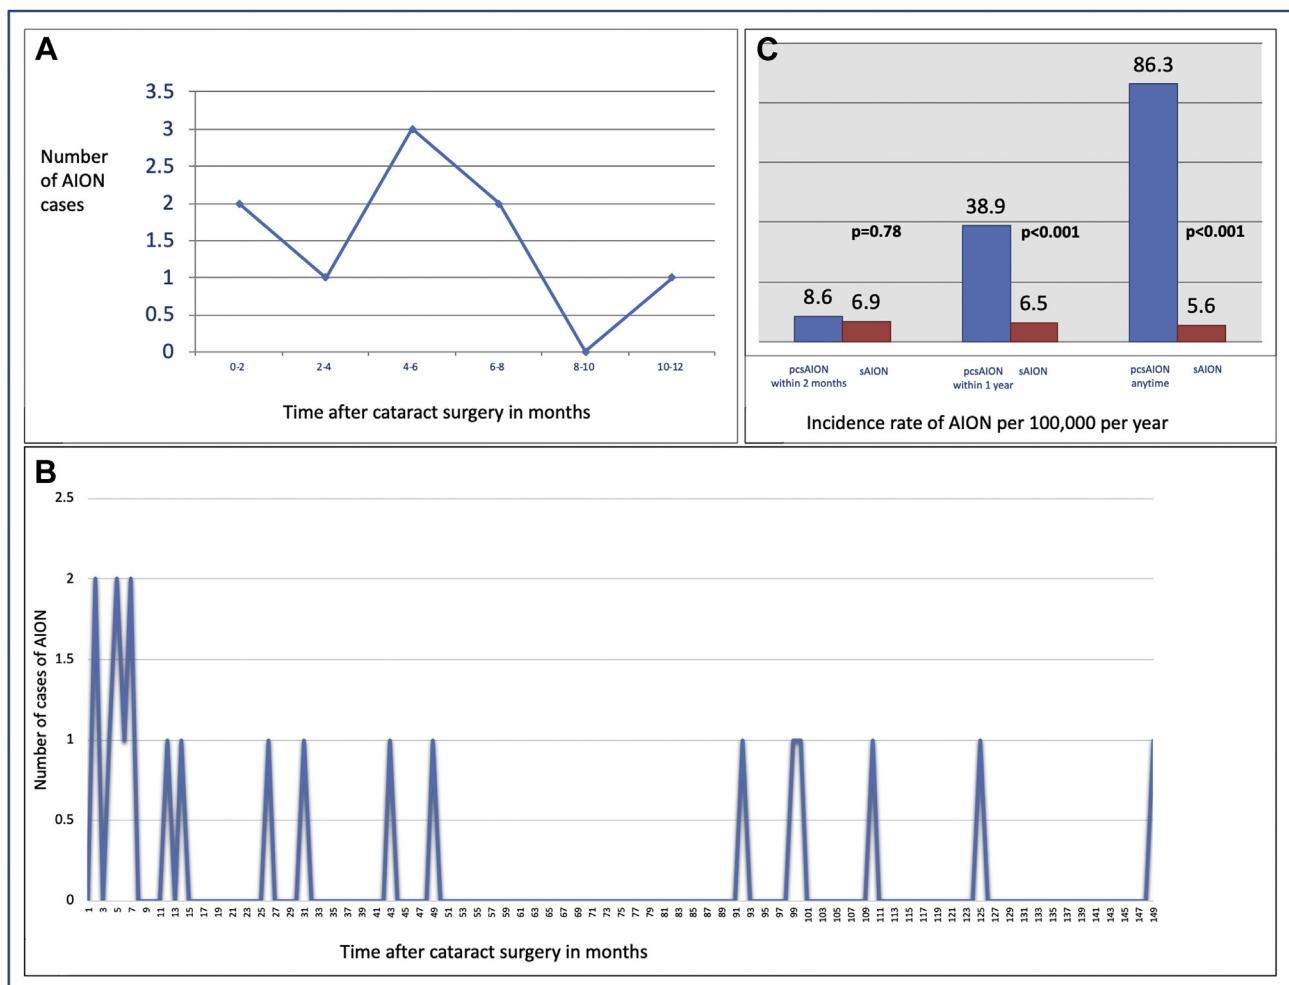 A
3.5
3
2.5
2
1.5
1
0.5
0
Number
of AION
cases
0-2 2-4 4-6 6-8 8-10 10-12
Time after cataract surgery in months
C
86.3
38.9
p=0.78 p<0.001 p<0.001
8.6 6.9 6.5 5.6
pcsAION sAION pcsAION sAION pcsAION sAION
within 2 months within 1 year anytime
Incidence rate of AION per 100,000 per year
B
2.5
2
1.5
1
0.5
0
Number of cases of AION
1 3 5 7 9 11 13 15 17 19 21 23 25 27 29 31 33 35 37 39 41 43 45 47 49 51 53 55 57 59 61 63 65 67 69 71 73 75 77 79 81 83 85 87 89 91 93 95 97 99 101 103 105 107 109 111 113 115 117 119 121 123 125 127 129 131 133 135 137 139 141 143 145 147 149
Time after cataract surgery in months